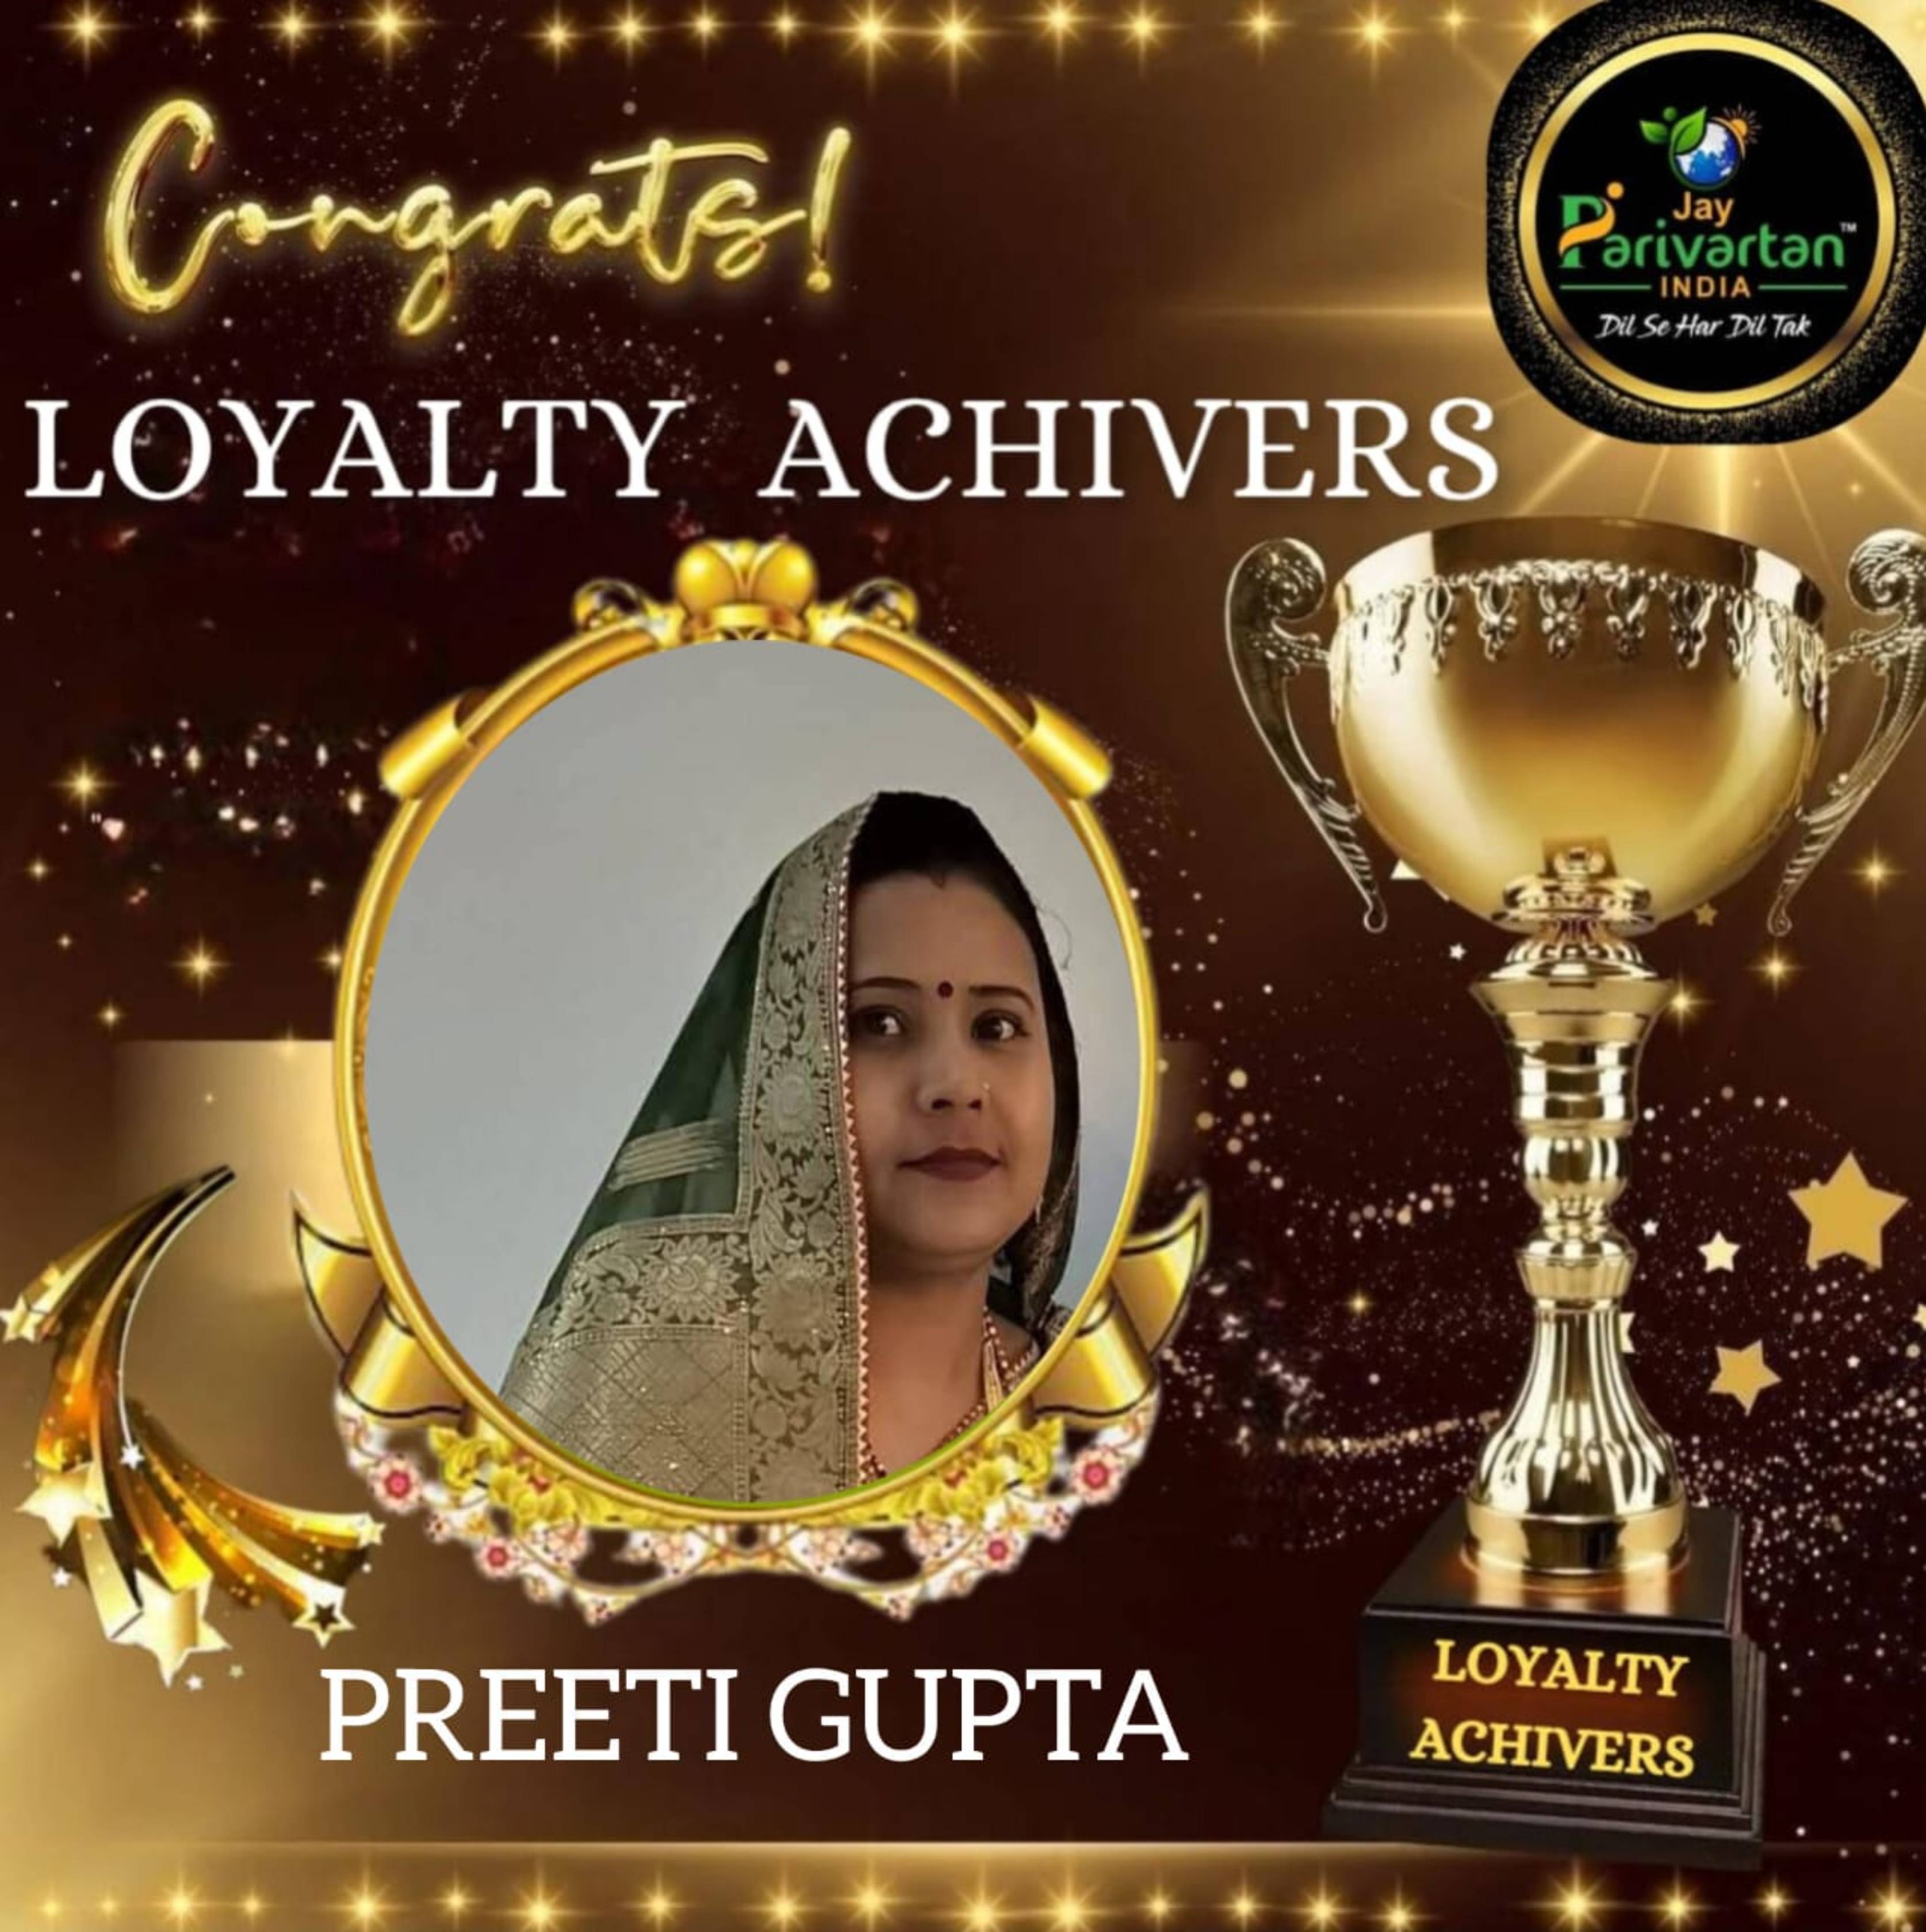 Congrats!
Jay
Parivartan™
INDIA
Dil Se Har Dil Tak
LOYALTY ACHIVERS
PREETI GUPTA
LOYALTY
ACHIVERS